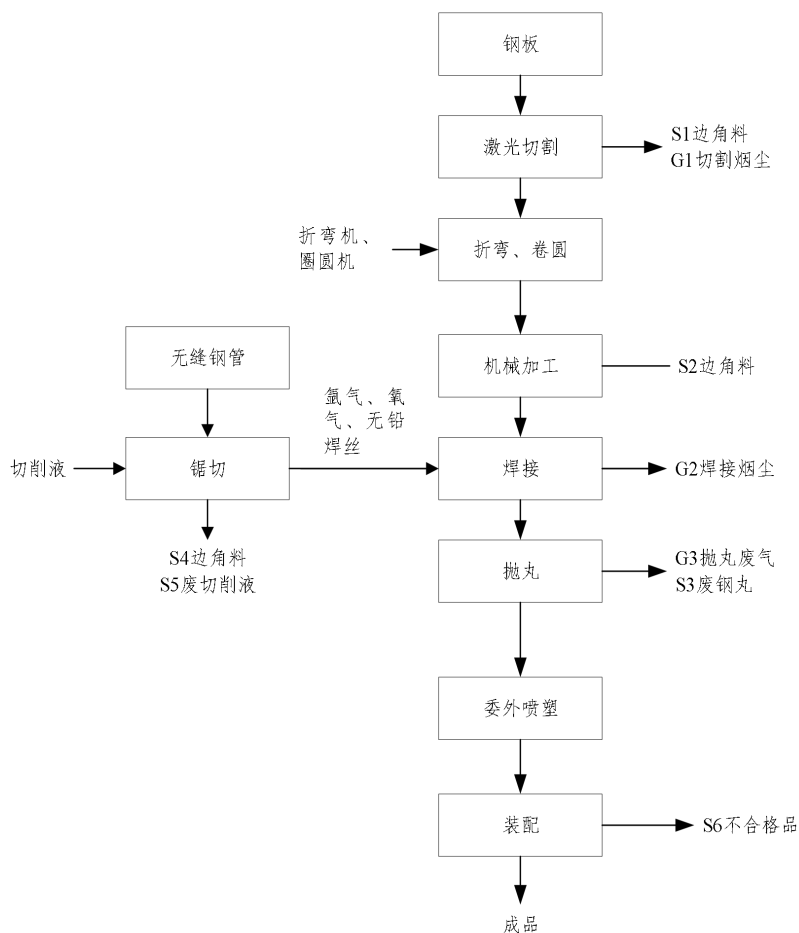 钢板
激光切割
S1边角料
G1切割烟尘
折弯机、
圈圆机
折弯、卷圆
无缝钢管
机械加工
S2边角料
氩气、氧
气、无铅
焊丝
切削液
锯切
焊接
G2焊接烟尘
S4边角料
S5废切削液
抛丸
G3抛丸废气
S3废钢丸
委外喷塑
装配
S6不合格品
成品